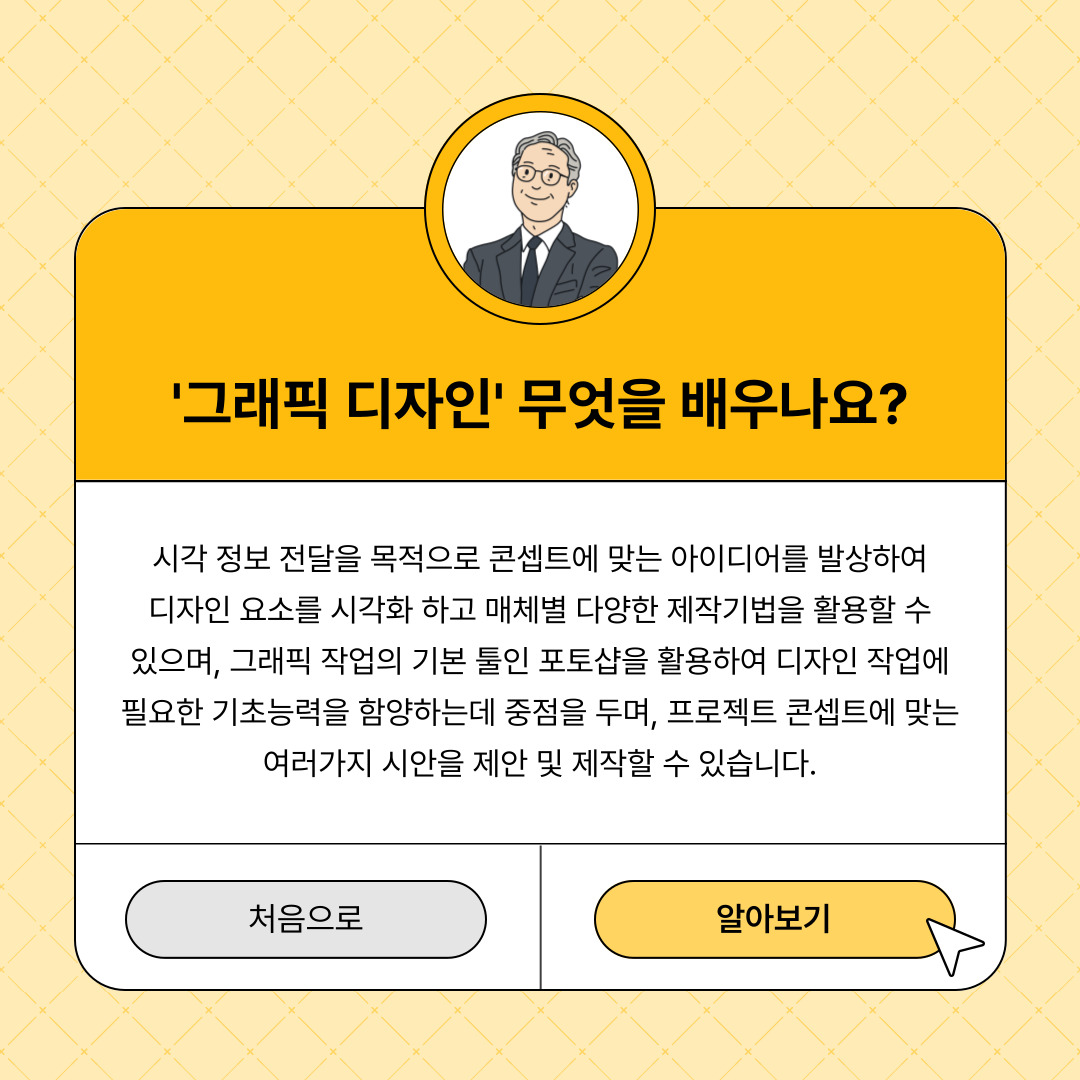 '그래픽 디자인' 무엇을 배우나요?
시각 정보 전달을 목적으로 콘셉트에 맞는 아이디어를 발상하여
디자인 요소를 시각화 하고 매체별 다양한 제작기법을 활용할 수
있으며, 그래픽 작업의 기본 툴인 포토샵을 활용하여 디자인 작업에
필요한 기초능력을 함양하는데 중점을 두며, 프로젝트 콘셉트에 맞는
여러가지 시안을 제안 및 제작할 수 있습니다.
처음으로
알아보기